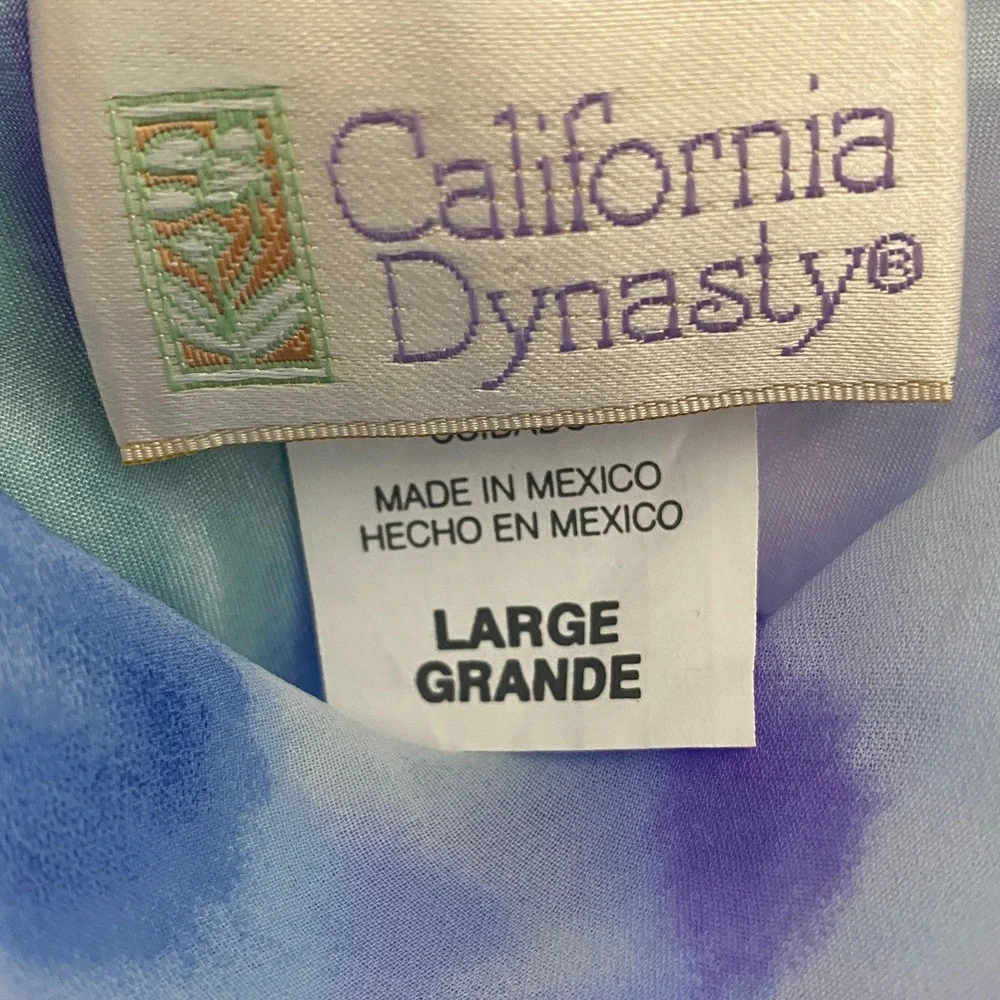 California
Dynasty®
MADE IN MEXICO
HECHO EN MEXICO
LARGE
GRANDE